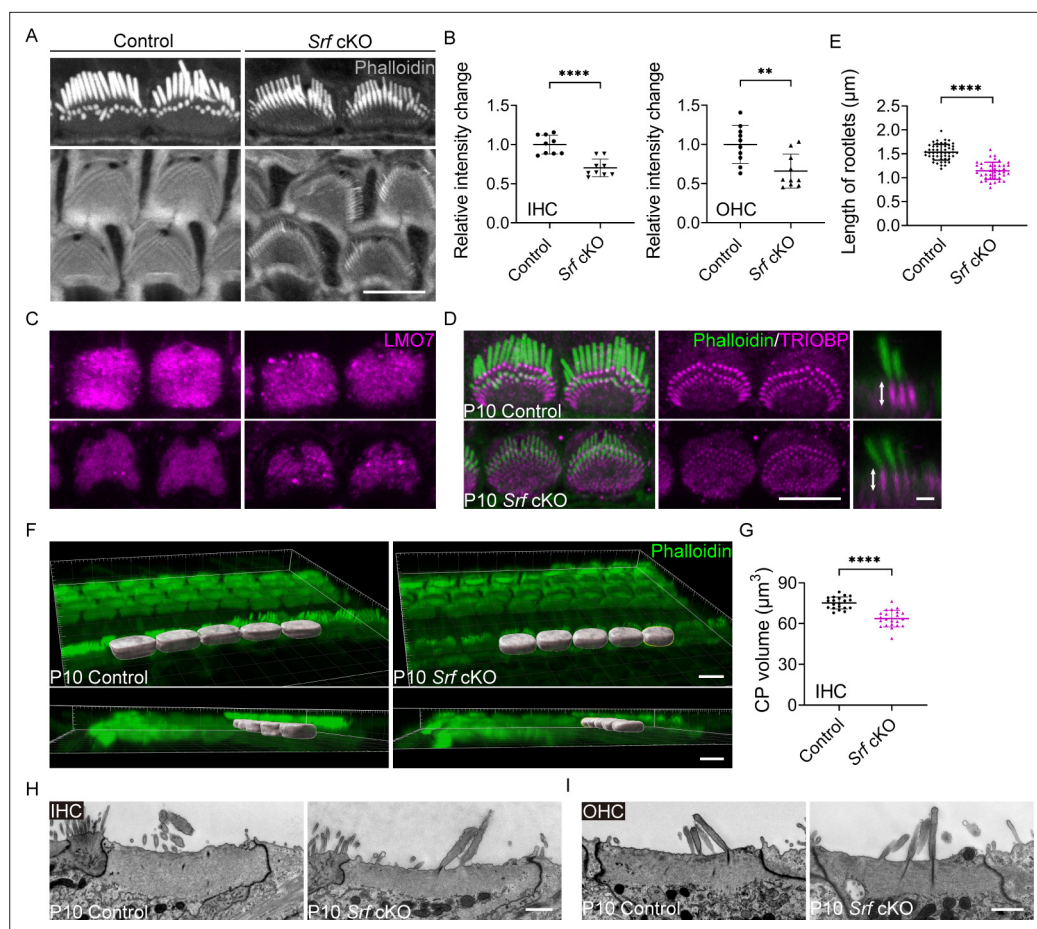 A
Control
Srf cKO
Phalloidin
B
Relative intensity change
1.5
1.0
0.5
0.0
****
IHC
Control
Srf cKO
Relative intensity change
1.5
1.0
0.5
0.0
**
OHC
Control
Srf cKO
E
Length of rootlets (μm)
2.5
2.0
1.5
1.0
0.5
0.0
****
Control
Srf cKO
C
LMO7
D
Phalloidin/TRIOBP
P10 Control
P10 Srf cKO
F
Phalloidin
P10 Control
P10 Srf cKO
G
CP volume (μm³)
90
60
30
0
****
IHC
Control
Srf cKO
H
IHC
P10 Control
P10 Srf cKO
I
OHC
P10 Control
P10 Srf cKO